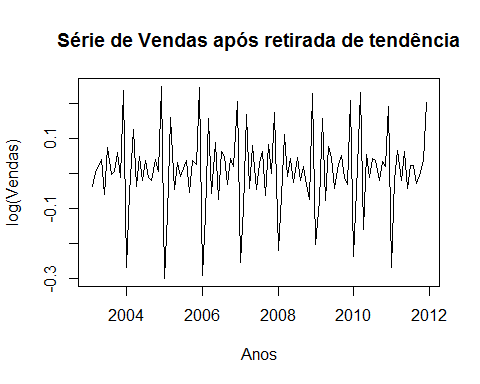 Série de Vendas após retirada de tendência
log(Vendas)
0.1
-0.1
-0.3
2004 2006 2008 2010 2012
Anos